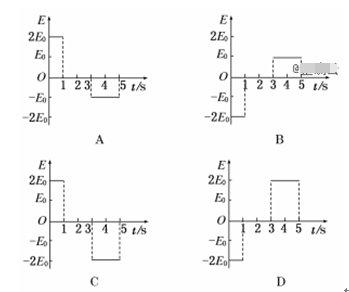 E
2E₀
E₀
O
−E₀
−2E₀
1 2 3 4 5 t/s
A
E
2E₀
E₀
O
−E₀
−2E₀
1 2 3 4 5 t/s
@
B
E
2E₀
E₀
O
−E₀
−2E₀
1 2 3 4 5 t/s
C
E
2E₀
E₀
O
−E₀
−2E₀
1 2 3 4 5 t/s
D